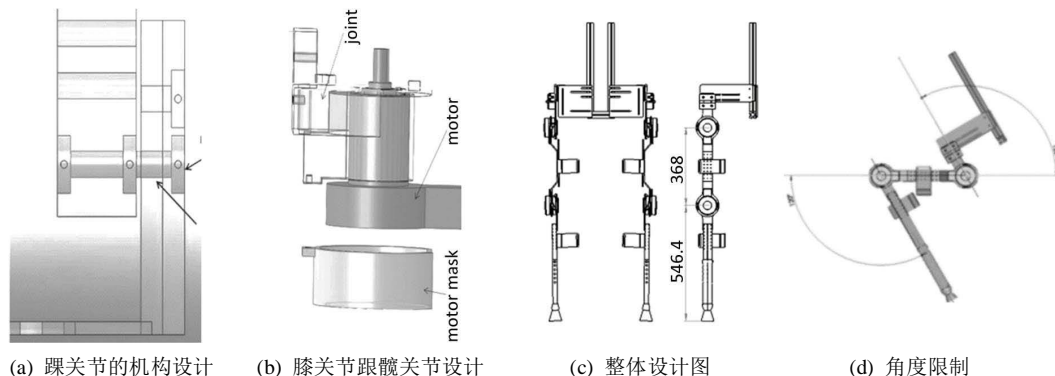 joint
motor
motor mask
368
546.4
(a) 踝关节的机构设计
(b) 膝关节跟髋关节设计
(c) 整体设计图
(d) 角度限制